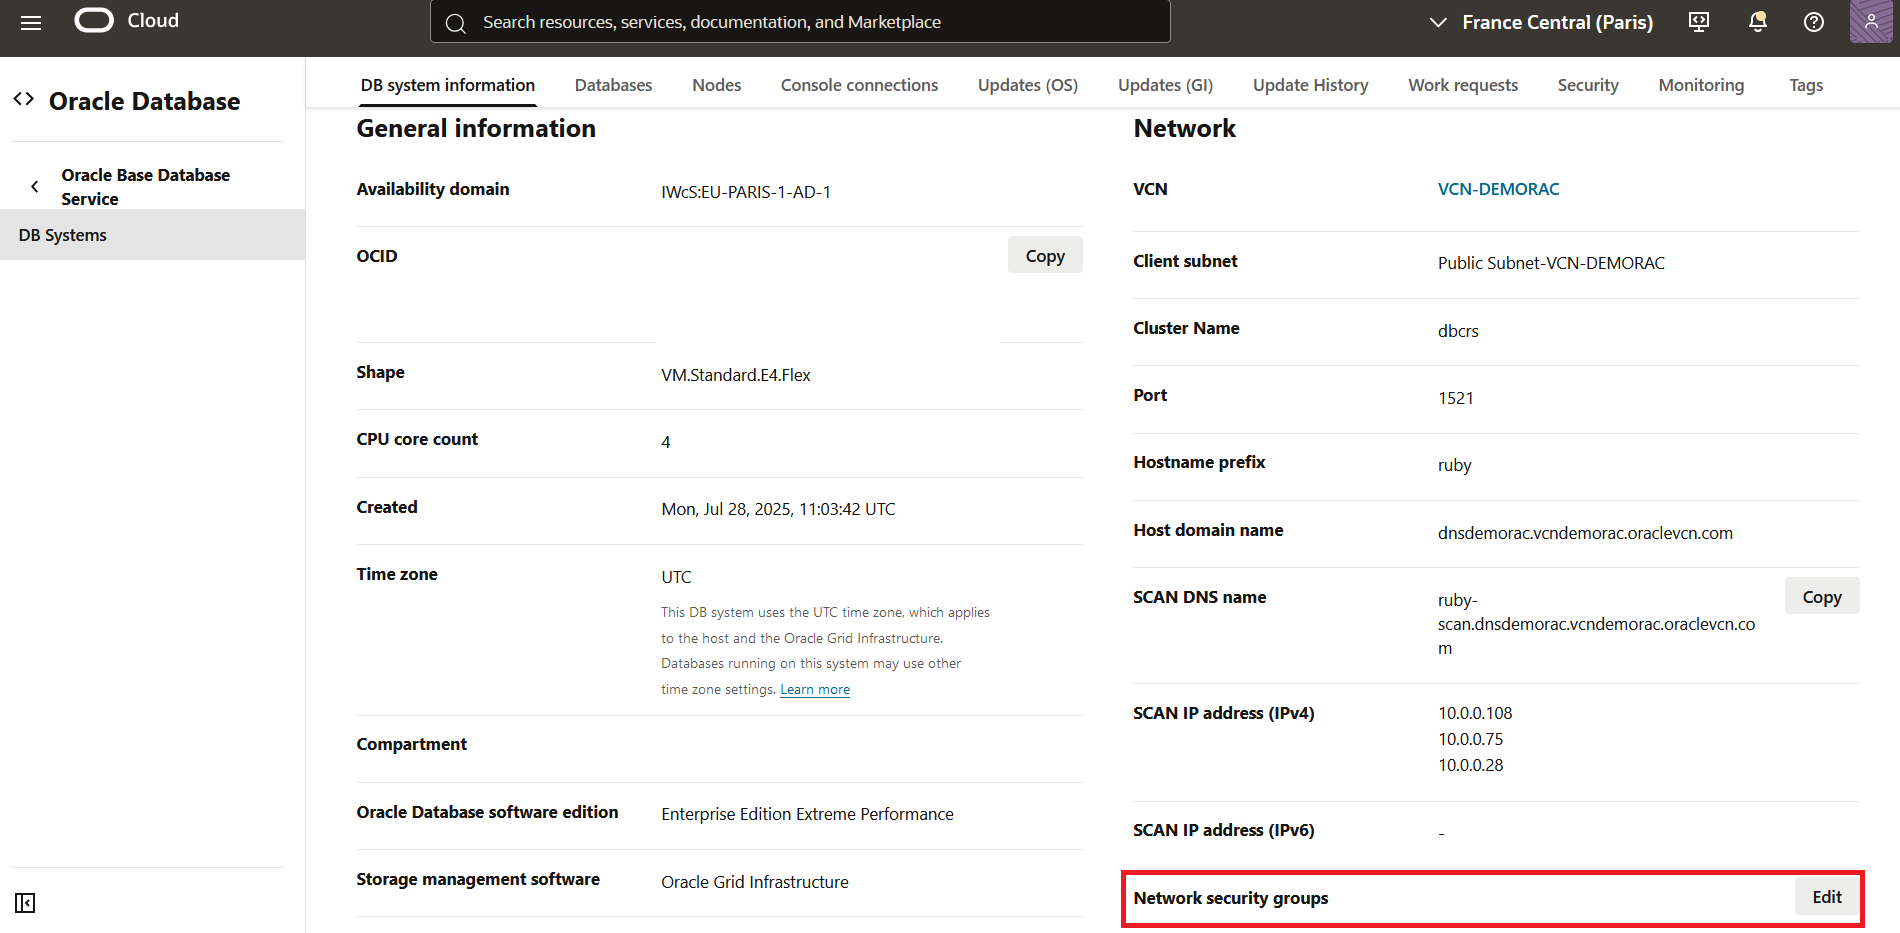 Cloud
Search resources, services, documentation, and Marketplace
France Central (Paris)
Oracle Database
Oracle Base Database
Service
DB Systems
DB system information
Databases
Nodes
Console connections
Updates (OS)
Updates (GI)
Update History
Work requests
Security
Monitoring
Tags
General information
Availability domain
IWcS:EU-PARIS-1-AD-1
OCID
Copy
Shape
VM.Standard.E4.Flex
CPU core count
4
Created
Mon, Jul 28, 2025, 11:03:42 UTC
Time zone
UTC
This DB system uses the UTC time zone, which applies
to the host and the Oracle Grid Infrastructure.
Databases running on this system may use other
time zone settings. Learn more
Compartment
Oracle Database software edition
Enterprise Edition Extreme Performance
Storage management software
Oracle Grid Infrastructure
Network
VCN
VCN-DEMORAC
Client subnet
Public Subnet-VCN-DEMORAC
Cluster Name
dbcrs
Port
1521
Hostname prefix
ruby
Host domain name
dnsdemorac.vcndemorac.oraclevcn.com
SCAN DNS name
ruby-
scan.dnsdemorac.vcndemorac.oraclevcn.co
m
Copy
SCAN IP address (IPv4)
10.0.0.108
10.0.0.75
10.0.0.28
SCAN IP address (IPv6)
-
Network security groups
Edit